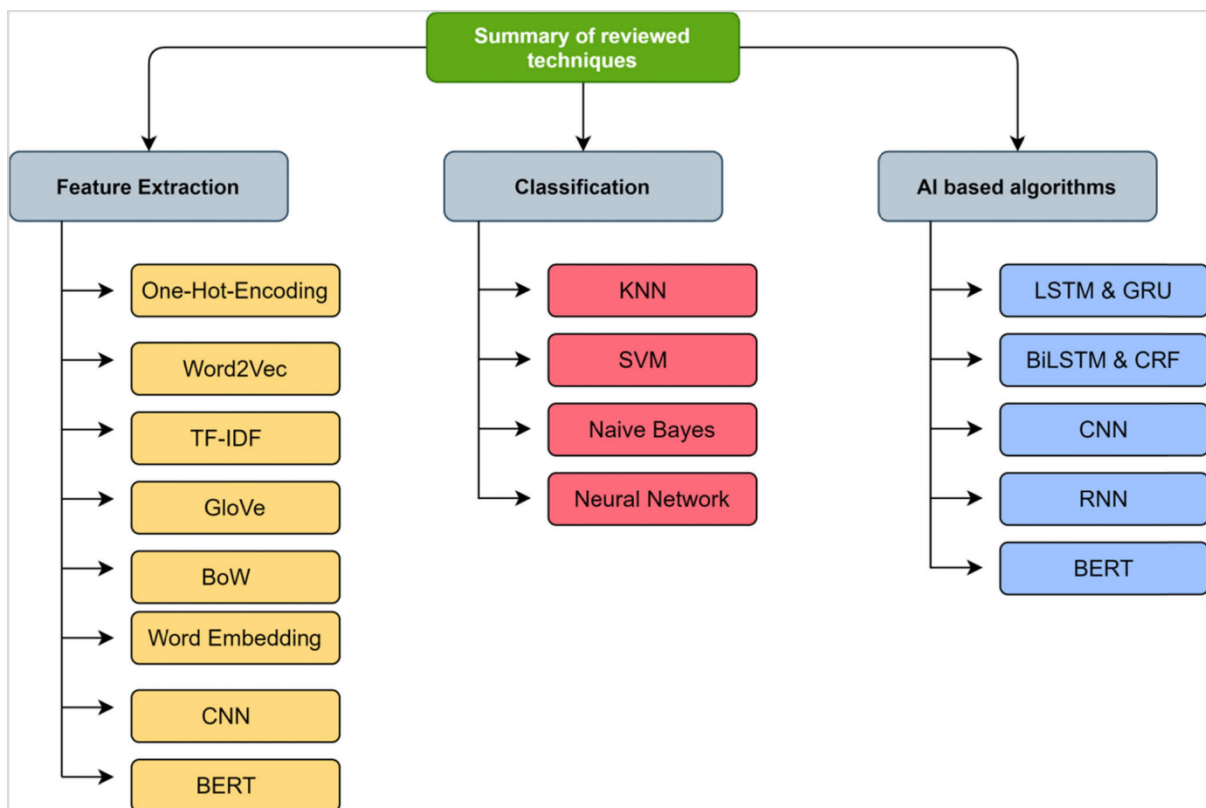 Summary of reviewed
techniques
Feature Extraction
Classification
AI based algorithms
One-Hot-Encoding
Word2Vec
TF-IDF
GloVe
BoW
Word Embedding
CNN
BERT
KNN
SVM
Naive Bayes
Neural Network
LSTM & GRU
BiLSTM & CRF
CNN
RNN
BERT